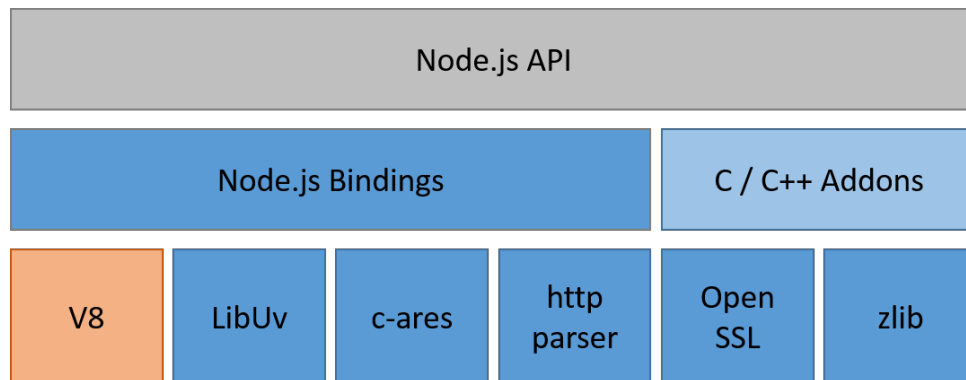 Node.js API
Node.js Bindings
C / C++ Addons
V8
LibUv
c-ares
http
parser
Open
SSL
zlib